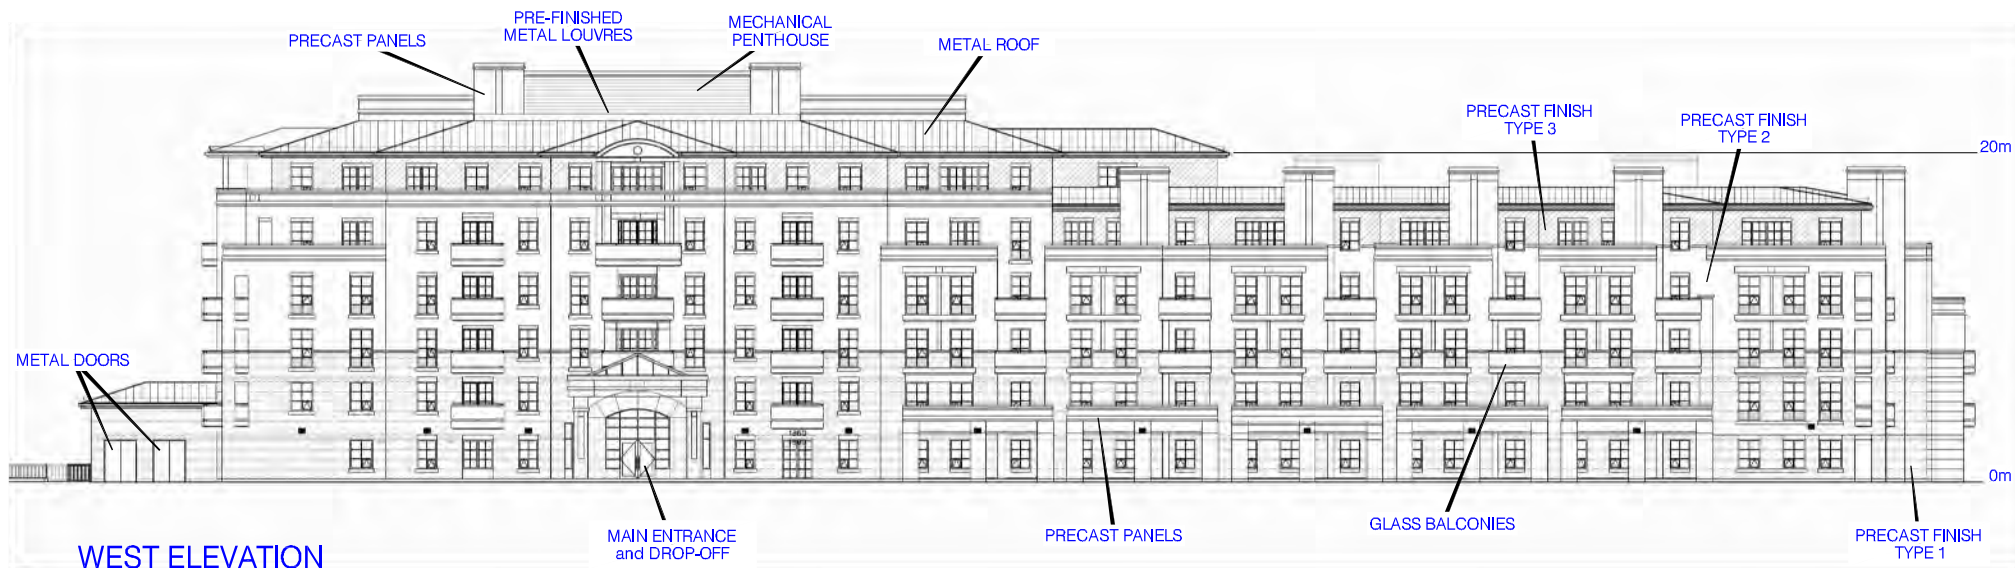 PRE-FINISHED
METAL LOUVRES
MECHANICAL
PENTHOUSE
PRECAST PANELS
METAL ROOF
PRECAST FINISH
TYPE 3
PRECAST FINISH
TYPE 2
20m
METAL DOORS
0m
MAIN ENTRANCE
and DROP-OFF
PRECAST PANELS
GLASS BALCONIES
PRECAST FINISH
TYPE 1
WEST ELEVATION